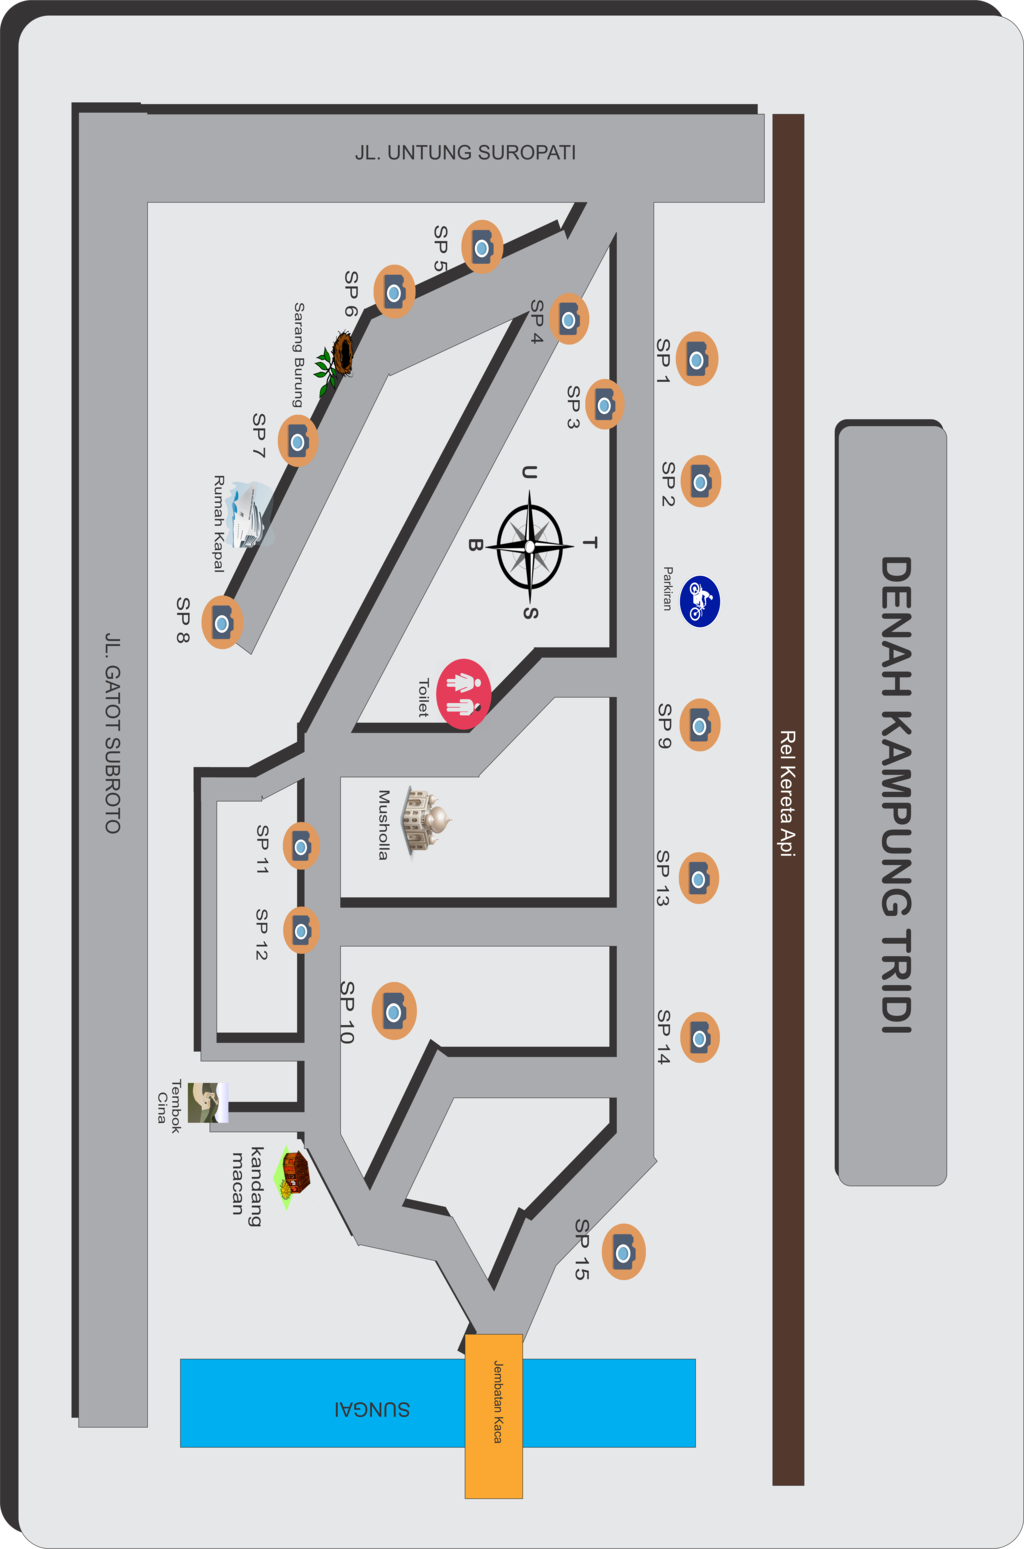 DENAH KAMPUNG TRIDI
Rel Kereta Api
JL. UNTUNG SUROPATI
JL. GATOT SUBROTO
SP 1
SP 2
Parkiran
SP 9
SP 13
SP 14
SP 15
SP 3
SP 4
SP 5
SP 6
Sarang Burung
SP 7
Rumah Kapal
SP 8
U
T
B
S
Toilet
Musholla
SP 11
SP 12
SP 10
Tembok
Cina
kandang
macan
Jembatan Kaca
SUNGAI